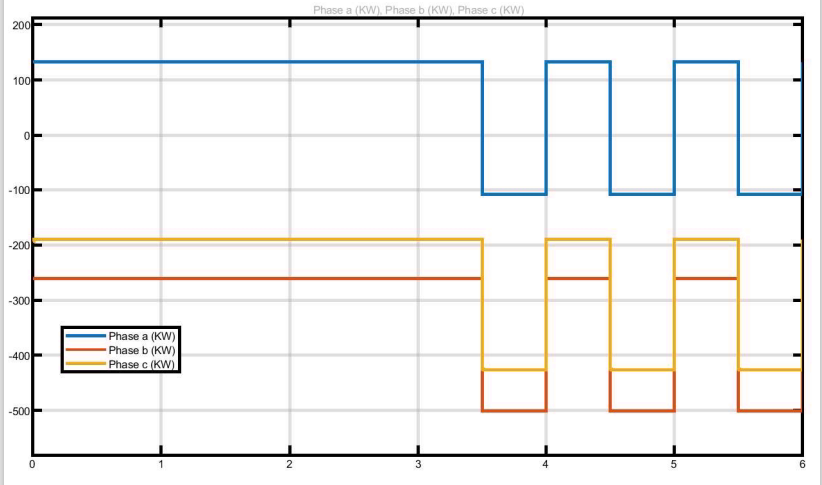 Phase a (KW), Phase b (KW), Phase c (KW)
200
100
0
-100
-200
-300
-400
-500
Phase a (KW)
Phase b (KW)
Phase c (KW)
0 1 2 3 4 5 6